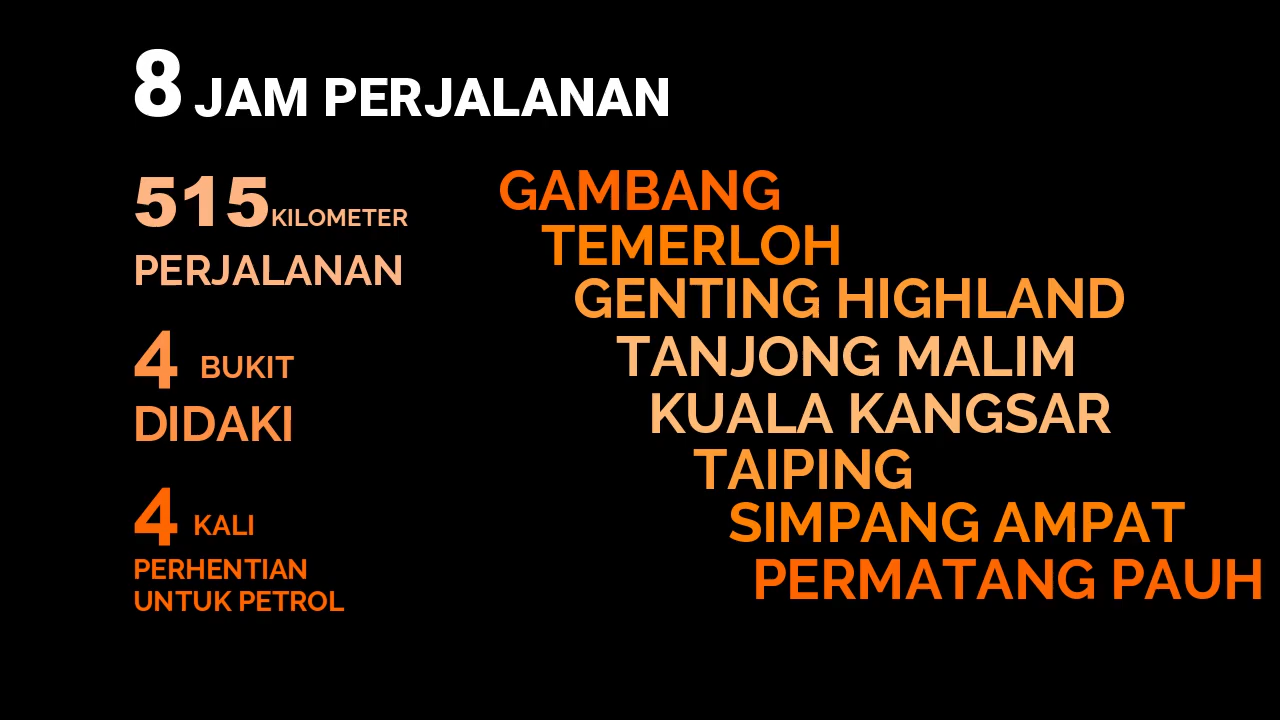 8 JAM PERJALANAN
515 KILOMETER
PERJALANAN
4 BUKIT
DIDAKI
4 KALI
PERHENTIAN
UNTUK PETROL
GAMBANG
TEMERLOH
GENTING HIGHLAND
TANJONG MALIM
KUALA KANGSAR
TAIPING
SIMPANG AMPAT
PERMATANG PAUH